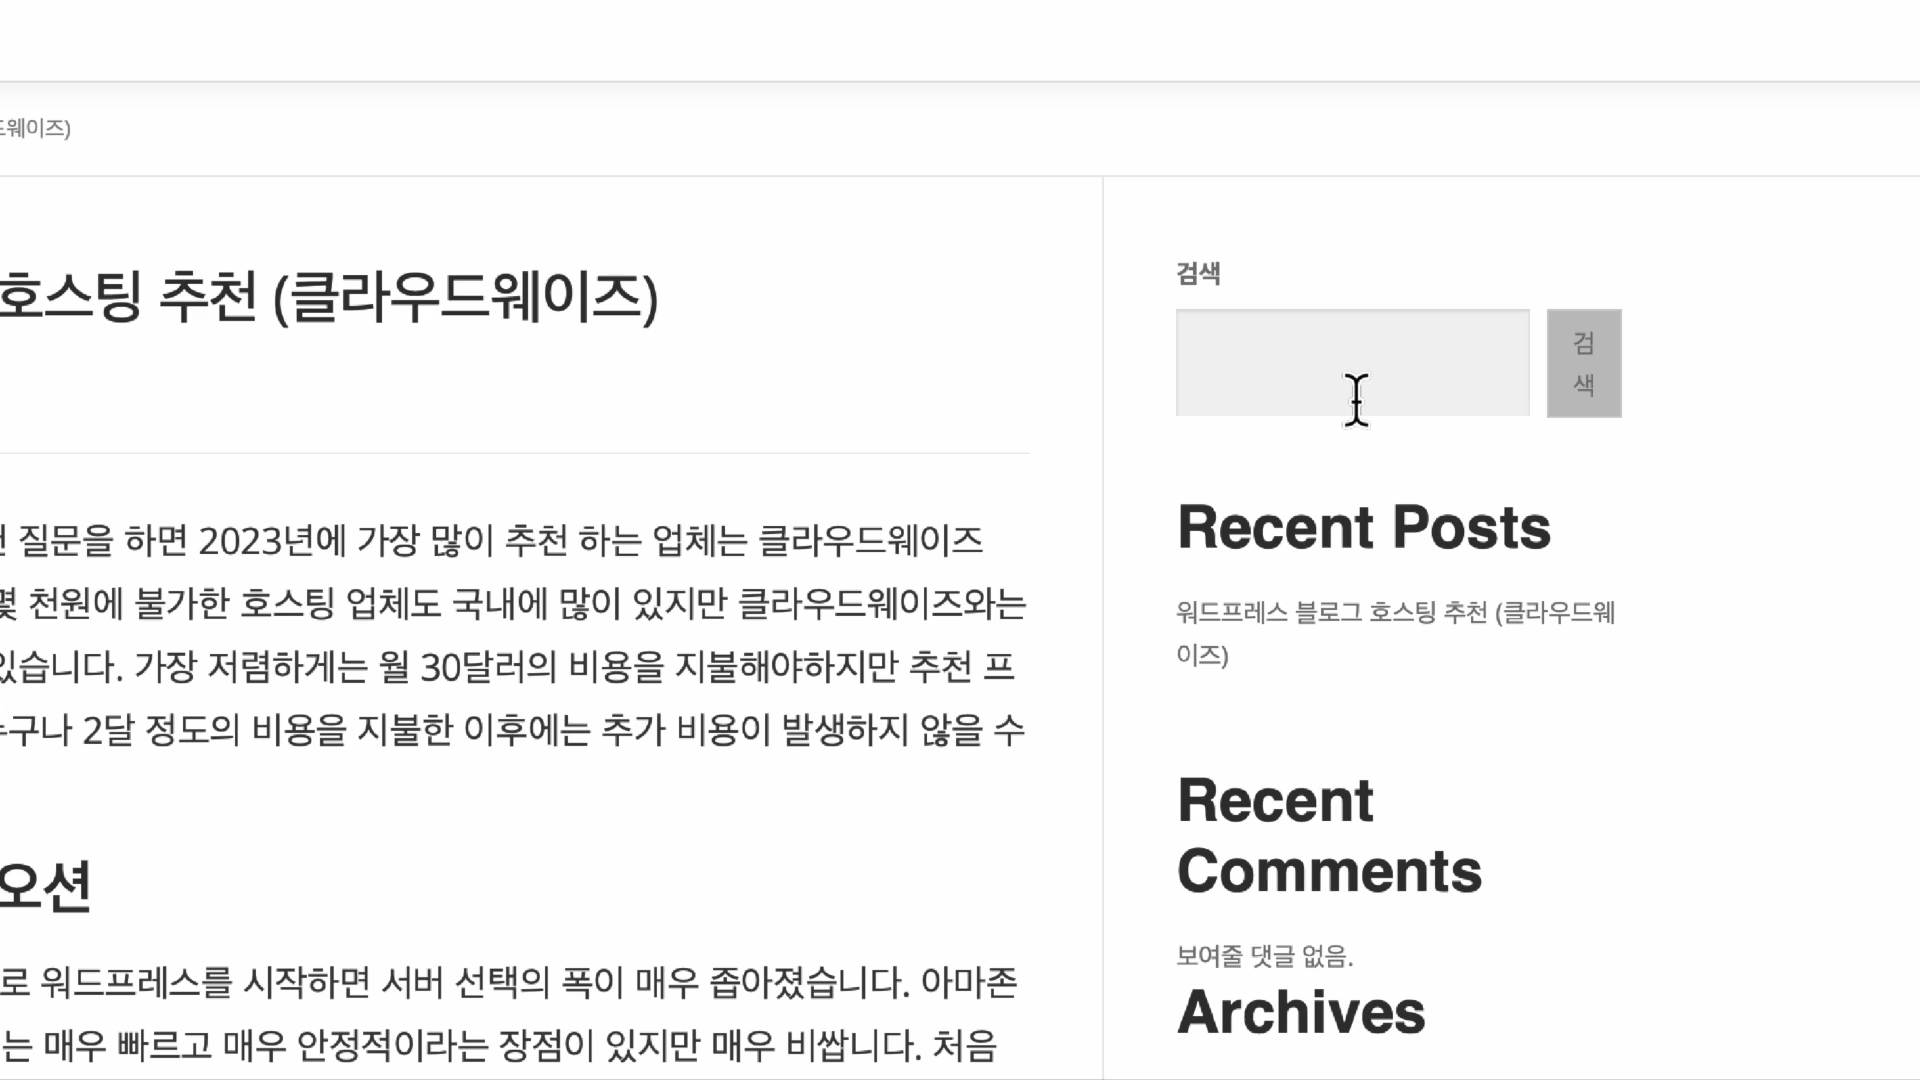 드웨이즈)
호스팅 추천 (클라우드웨이즈)
질문을 하면 2023년에 가장 많이 추천 하는 업체는 클라우드웨이즈
몇 천원에 불가한 호스팅 업체도 국내에 많이 있지만 클라우드웨이즈와는
있습니다. 가장 저렴하게는 월 30달러의 비용을 지불해야하지만 추천 프
누구나 2달 정도의 비용을 지불한 이후에는 추가 비용이 발생하지 않을 수
오션
로 워드프레스를 시작하면 서버 선택의 폭이 매우 좁아졌습니다. 아마존
는 매우 빠르고 매우 안정적이라는 장점이 있지만 매우 비쌉니다. 처음
검색
검
색
Recent Posts
워드프레스 블로그 호스팅 추천 (클라우드웨
이즈)
Recent
Comments
보여줄 댓글 없음.
Archives